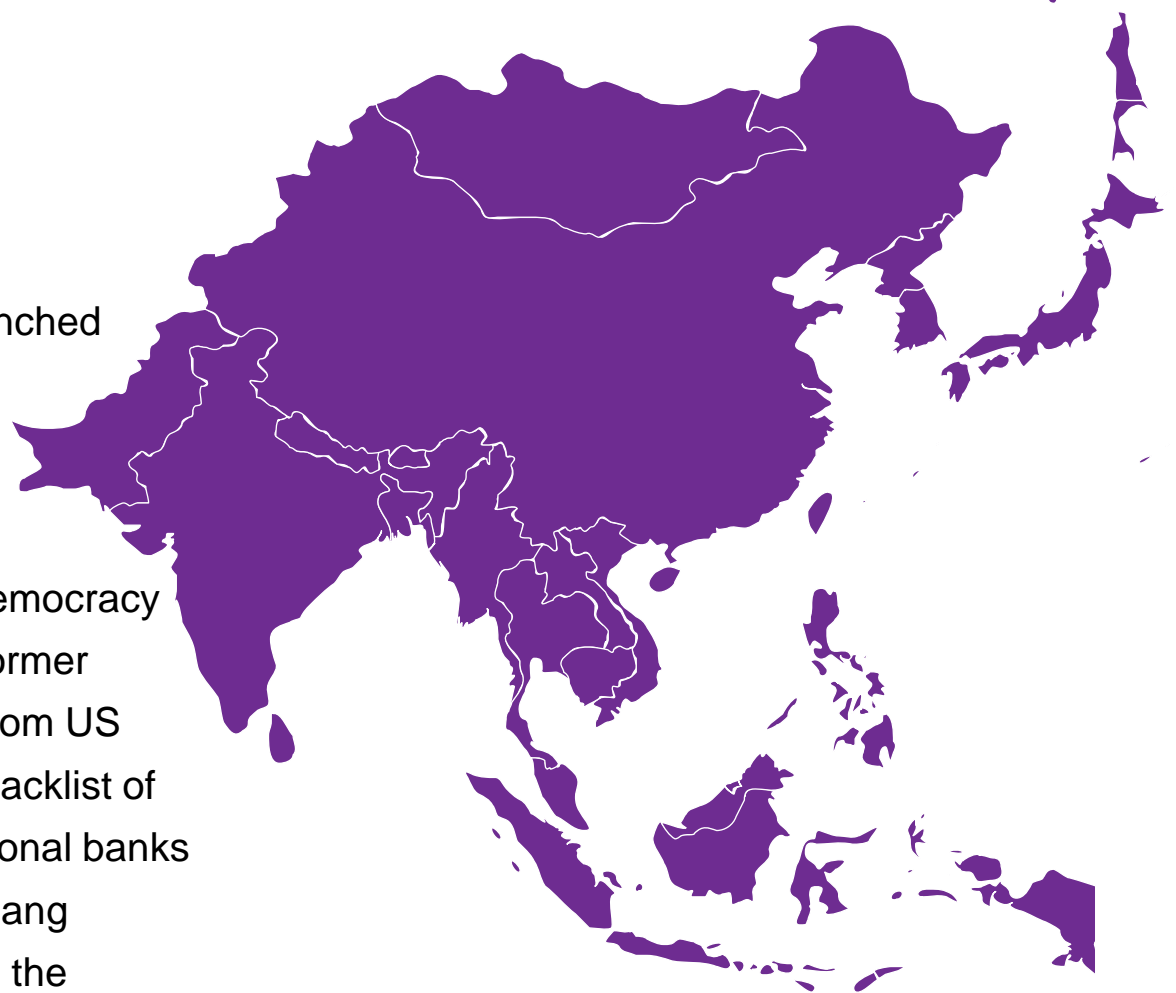 nched
emocracy
ormer
om US
acklist of
onal banks
ang
the